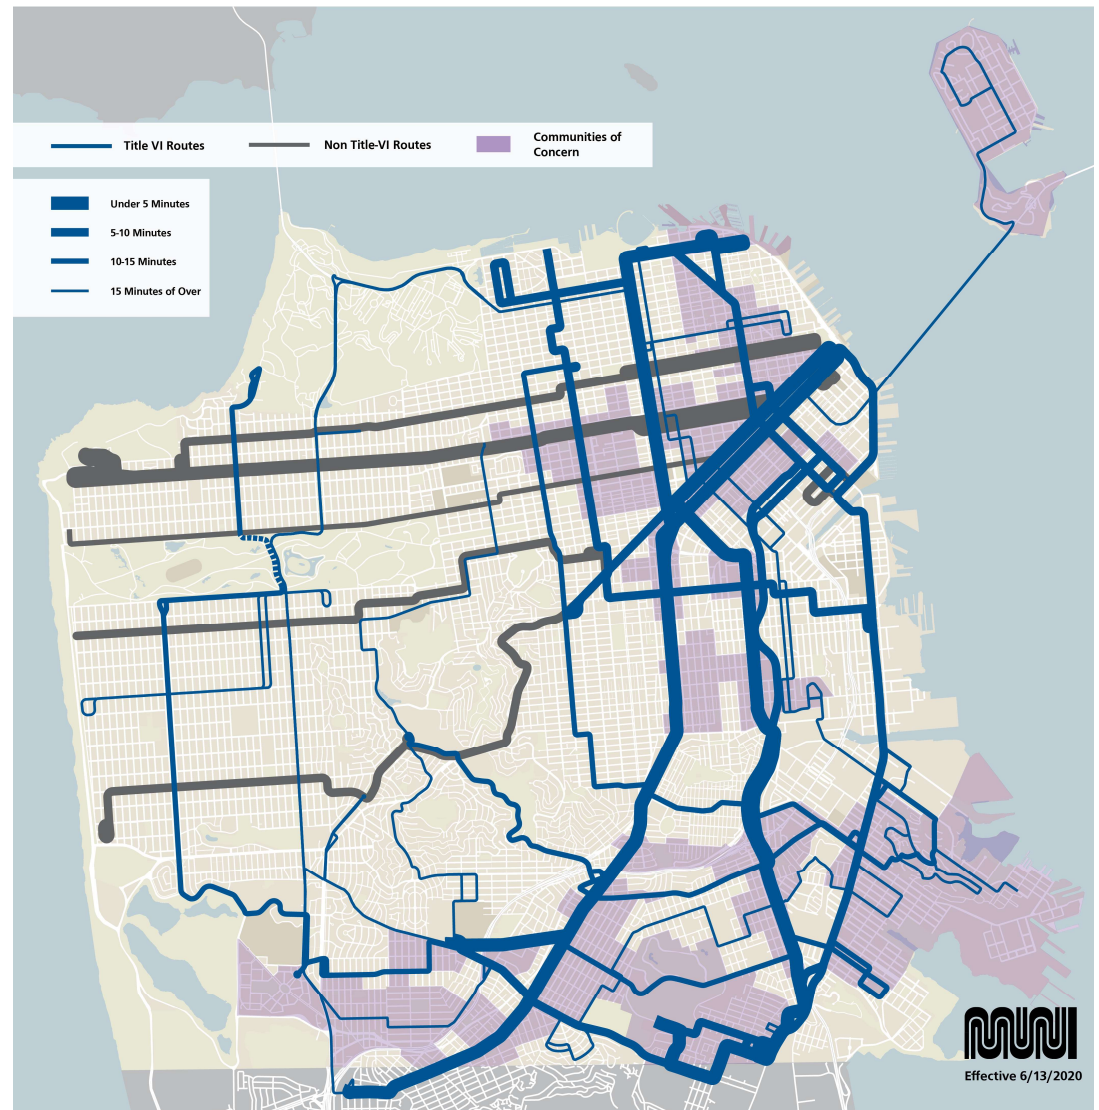 Title VI Routes
Non Title-VI Routes
Communities of
Concern
Under 5 Minutes
5-10 Minutes
10-15 Minutes
15 Minutes of Over
MUNI
Effective 6/13/2020